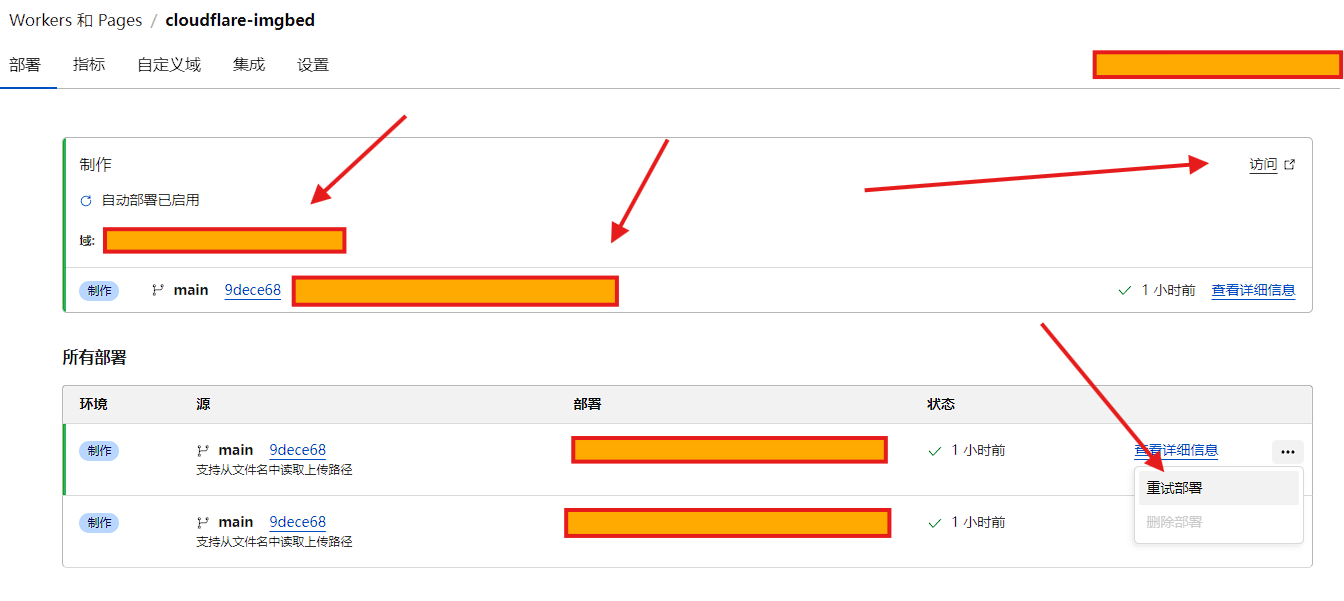 Workers 和 Pages / cloudflare-imgbed
部署 指标 自定义域 集成 设置
制作 访问
自动部署已启用
域:
制作 main 9dece68 1 小时前 查看详细信息
所有部署
环境 源 部署 状态
制作 main 9dece68 1 小时前 查看详细信息 •••
支持从文件名中读取上传路径
重试部署
制作 main 9dece68 1 小时前 删除部署
支持从文件名中读取上传路径